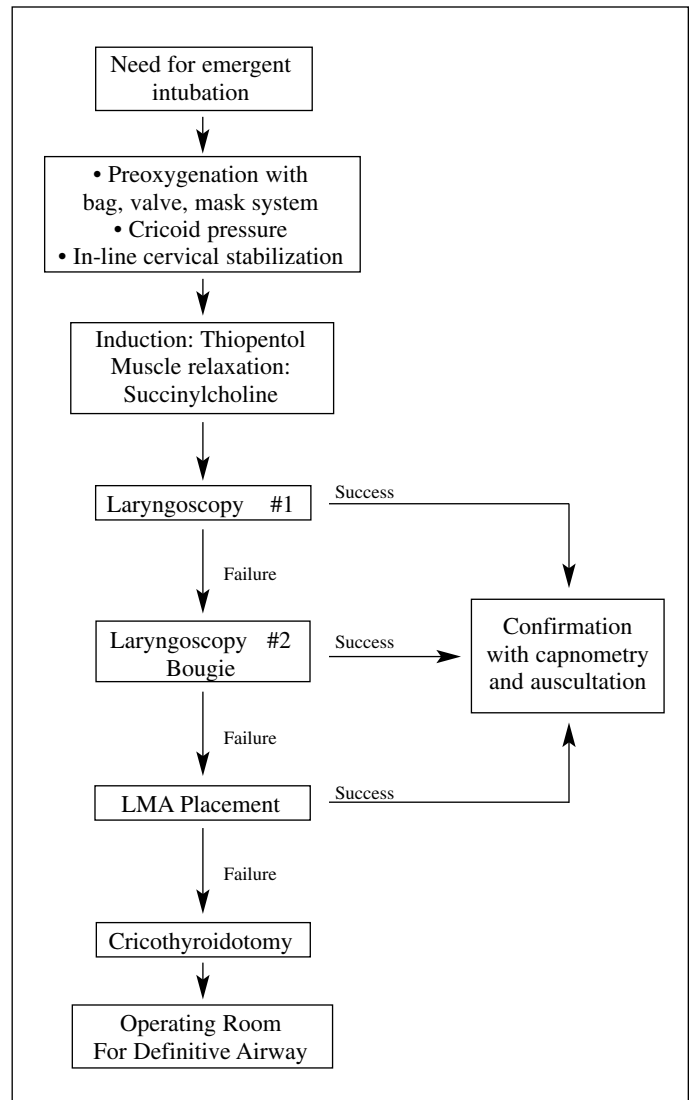 Need for emergent
intubation
• Preoxygenation with
bag, valve, mask system
• Cricoid pressure
• In-line cervical stabilization
Induction: Thiopentol
Muscle relaxation:
Succinylcholine
Laryngoscopy #1
Success
Failure
Laryngoscopy #2
Bougie
Success
Confirmation
with capnometry
and auscultation
Failure
LMA Placement
Success
Failure
Cricothyroidotomy
Operating Room
For Definitive Airway